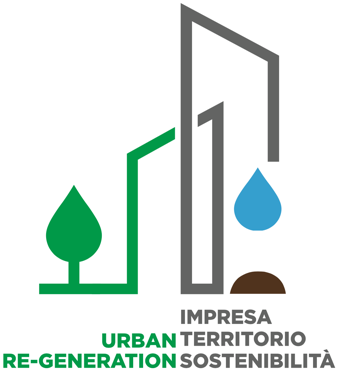 URBAN
RE-GENERATION
IMPRESA
TERRITORIO
SOSTENIBILITÀ